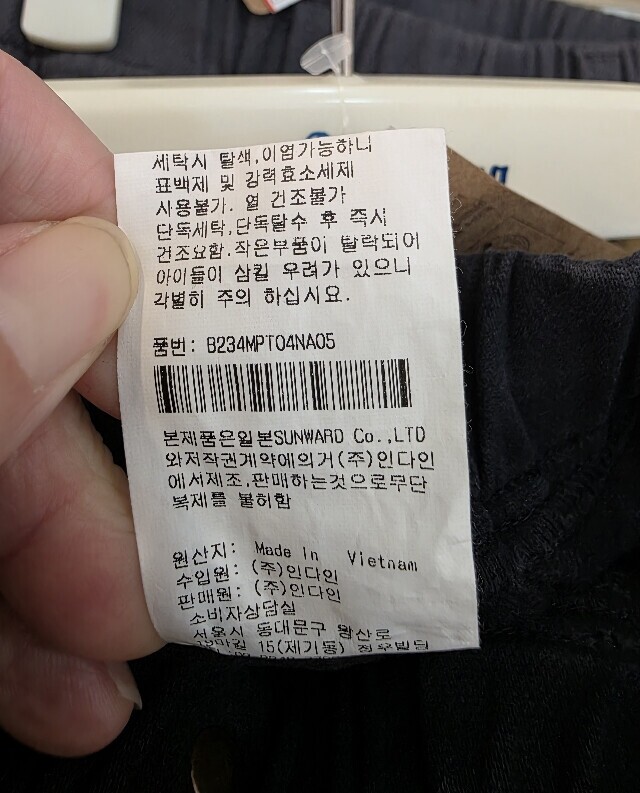 세탁시 탈색,이염가능하니
표백제 및 강력효소세제
사용불가. 열 건조불가
단독세탁,단독탈수 후 즉시
건조요함.작은부품이 탈락되어
아이들이 삼킬 우려가 있으니
각별히 주의 하십시요.
품번: B234MPT04NA05
본제품은일본SUNWARD Co.,LTD
와저작권계약에의거(주)인다인
에서제조,판매하는것으로무단
복제를 불허함
원산지: Made in Vietnam
수입원: (주)인다인
판매원: (주)인다인
소비자상담실
서울시 동대문구 왕산로
15(제기동)